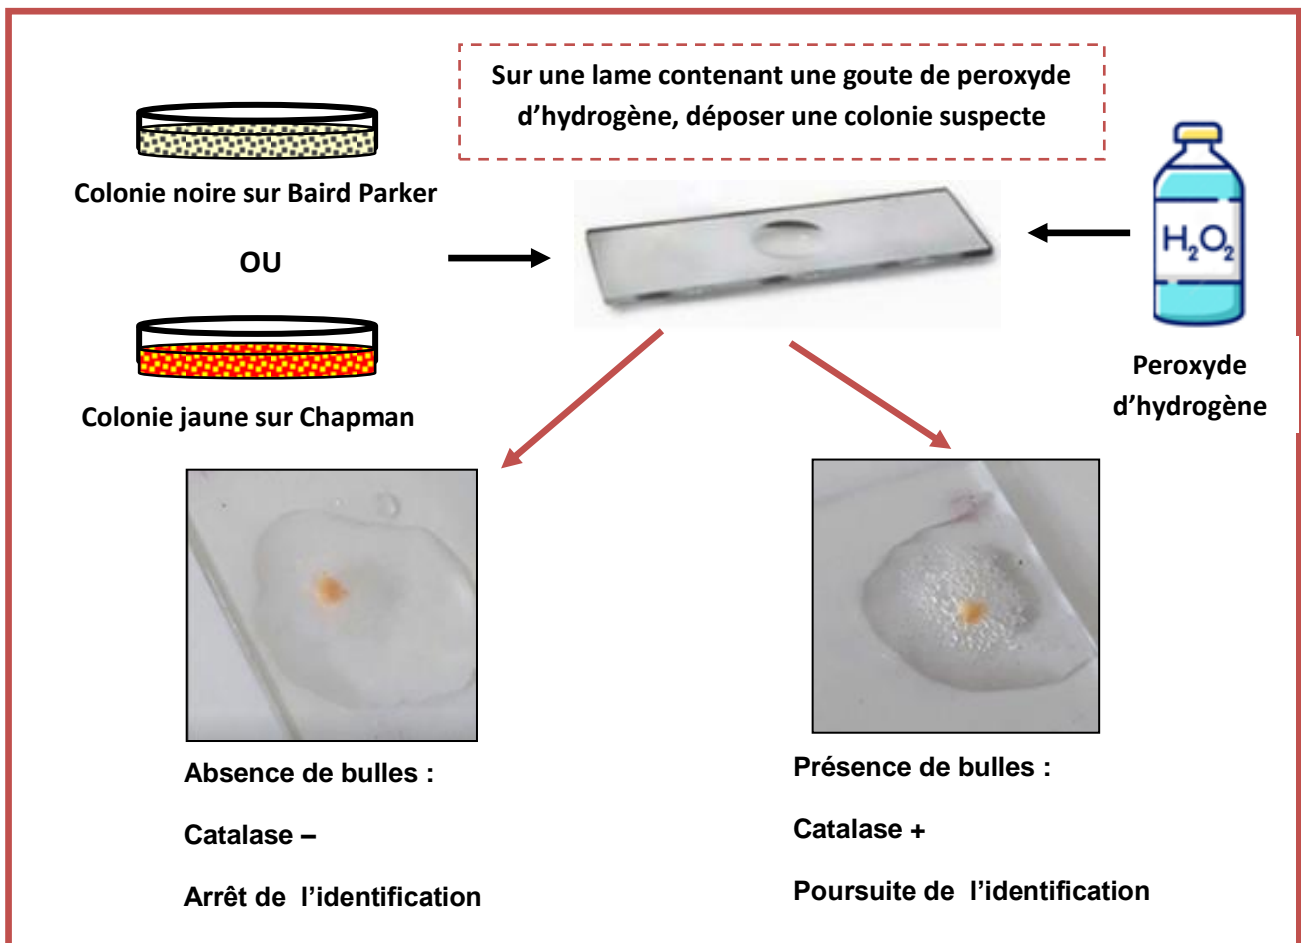 Sur une lame contenant une goute de peroxyde
d'hydrogène, déposer une colonie suspecte
Colonie noire sur Baird Parker
OU
Colonie jaune sur Chapman
H₂O₂
Peroxyde
d'hydrogène
Absence de bulles :
Catalase –
Arrêt de  l'identification
Présence de bulles :
Catalase +
Poursuite de  l'identification